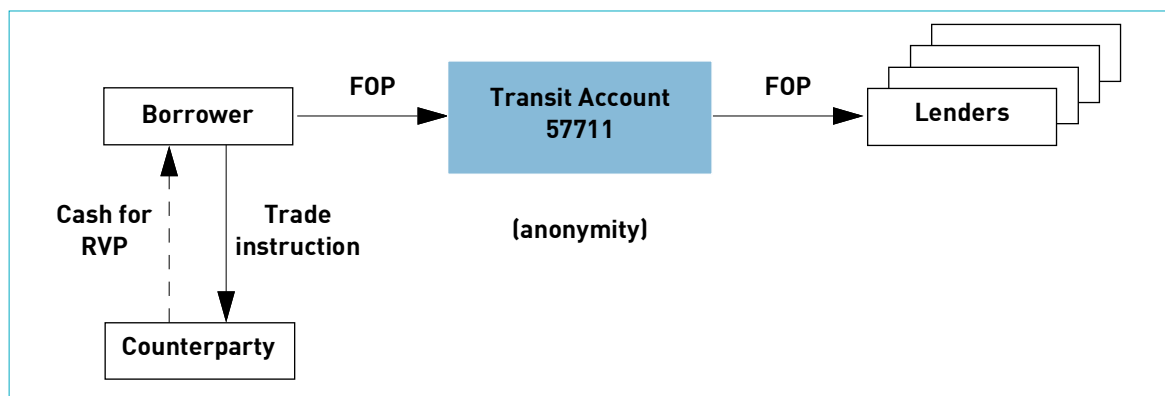 FOP
FOP
Borrower
Transit Account
57711
Lenders
Cash for
RVP
Trade
instruction
(anonymity)
Counterparty